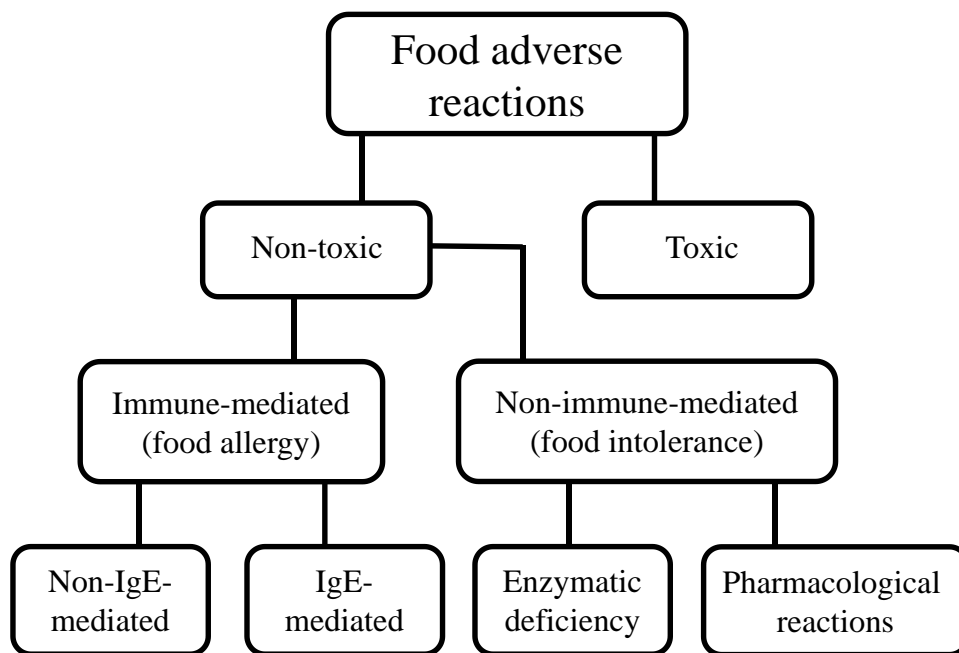 Food adverse
reactions
Non-toxic
Toxic
Immune-mediated
(food allergy)
Non-immune-mediated
(food intolerance)
Non-IgE-
mediated
IgE-
mediated
Enzymatic
deficiency
Pharmacological
reactions